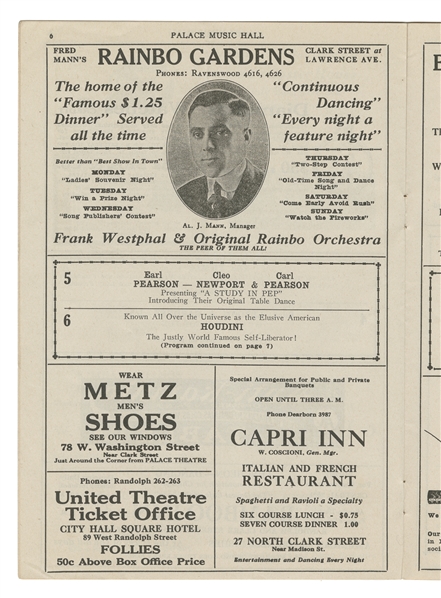 6
PALACE MUSIC HALL
FRED MANN'S
RAINBO GARDENS
CLARK STREET at LAWRENCE AVE.
PHONES: RAVENSWOOD 4616, 4626
The home of the
"Famous $1.25
Dinner" Served
all the time
"Continuous
Dancing"
"Every night a
feature night"
Better than "Best Show In Town"
MONDAY
"Ladies' Souvenir Night"
TUESDAY
"Win a Prize Night"
WEDNESDAY
"Song Publishers' Contest"
THURSDAY
"Two-Step Contest"
FRIDAY
"Old-Time Song and Dance
Night"
SATURDAY
"Come Early Avoid Rush"
SUNDAY
"Watch the Fireworks"
AL. J. MANN, Manager
Frank Westphal & Original Rainbo Orchestra
THE PEER OF THEM ALL!
5
Earl Cleo Carl
PEARSON — NEWPORT & PEARSON
Presenting "A STUDY IN PEP"
Introducing Their Original Table Dance
6
Known All Over the Universe as the Elusive American
HOUDINI
The Justly World Famous Self-Liberator!
(Program continued on page 7)
WEAR
METZ
MEN'S
SHOES
SEE OUR WINDOWS
78 W. Washington Street
Near Clark Street
Just Around the Corner from PALACE THEATRE
Phones: Randolph 262-263
United Theatre
Ticket Office
CITY HALL SQUARE HOTEL
89 West Randolph Street
FOLLIES
50c Above Box Office Price
Special Arrangement for Public and Private
Banquets
OPEN UNTIL THREE A. M.
Phone Dearborn 3987
CAPRI INN
W. COSCIONI, Gen. Mgr.
ITALIAN AND FRENCH
RESTAURANT
Spaghetti and Ravioli a Specialty
SIX COURSE LUNCH - $0.75
SEVEN COURSE DINNER 1.00
27 NORTH CLARK STREET
Near Madison St.
Entertainment and Dancing Every Night